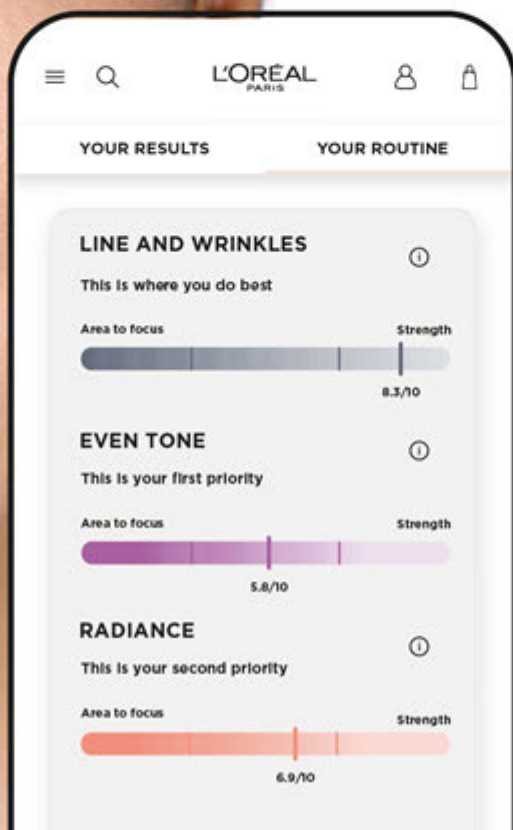 L'ORÉAL
PARIS
YOUR RESULTS
YOUR ROUTINE
LINE AND WRINKLES
This is where you do best
Area to focus
Strength
8.3/10
EVEN TONE
This is your first priority
Area to focus
Strength
5.8/10
RADIANCE
This is your second priority
Area to focus
Strength
6.9/10